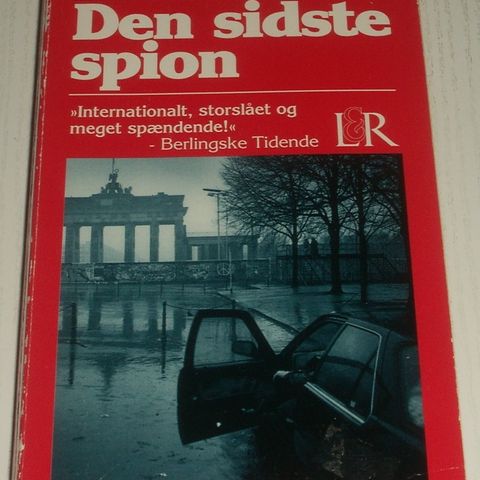 Den sidste
spion
»Internationalt, storslået og
meget spændende!«
- Berlingske Tidende
L&R